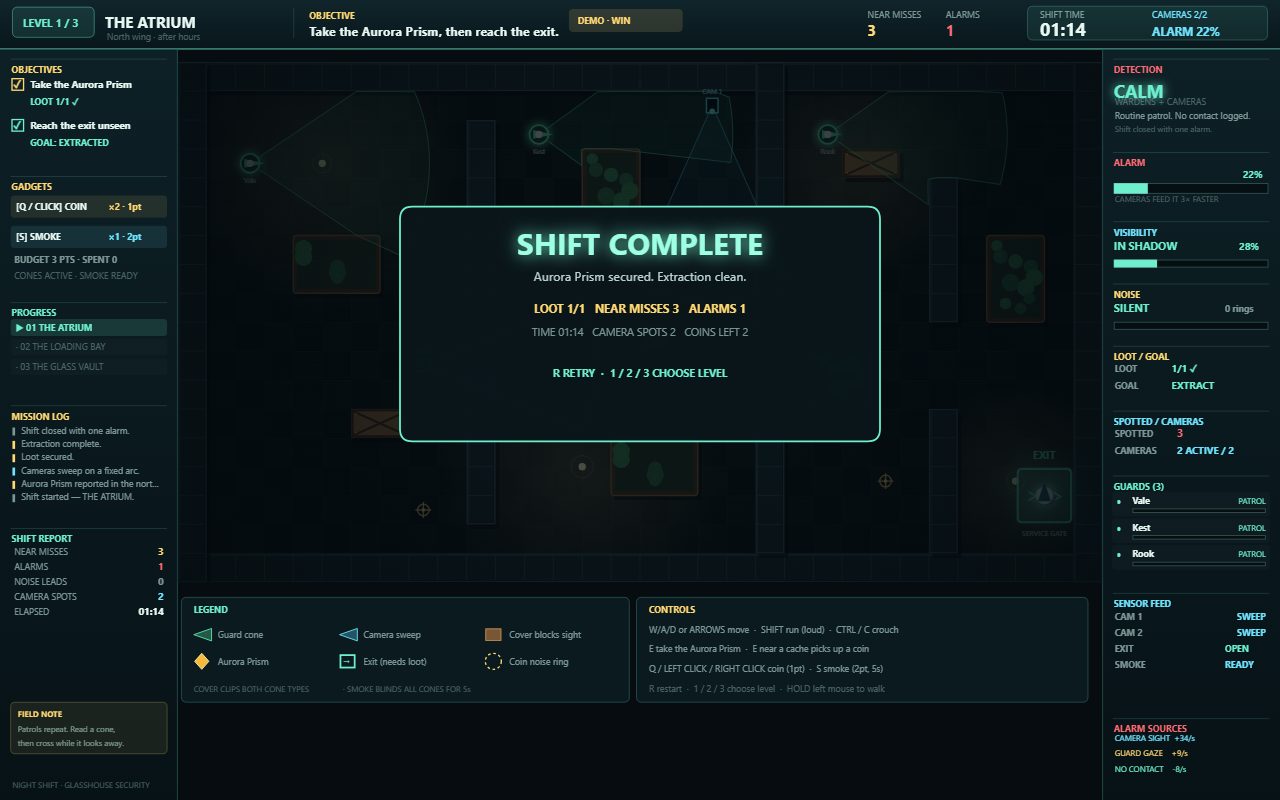 LEVEL 1 / 3
THE ATRIUM
North wing · after hours
OBJECTIVE
Take the Aurora Prism, then reach the exit.
DEMO · WIN
NEAR MISSES
3
ALARMS
1
SHIFT TIME
01:14
CAMERAS 2/2
ALARM 22%
OBJECTIVES
Take the Aurora Prism
LOOT 1/1 ✓
Reach the exit unseen
GOAL: EXTRACTED
GADGETS
[Q / CLICK] COIN ×2 · 1pt
[S] SMOKE ×1 · 2pt
BUDGET 3 PTS · SPENT 0
CONES ACTIVE · SMOKE READY
PROGRESS
▶ 01 THE ATRIUM
· 02 THE LOADING BAY
· 03 THE GLASS VAULT
MISSION LOG
Shift closed with one alarm.
Extraction complete.
Loot secured.
Cameras sweep on a fixed arc.
Aurora Prism reported in the nort...
Shift started — THE ATRIUM.
SHIFT REPORT
NEAR MISSES 3
ALARMS 1
NOISE LEADS 0
CAMERA SPOTS 2
ELAPSED 01:14
FIELD NOTE
Patrols repeat. Read a cone,
then cross while it looks away.
NIGHT SHIFT · GLASSHOUSE SECURITY
CAM 1
Vale
Kest
Rook
SHIFT COMPLETE
Aurora Prism secured. Extraction clean.
LOOT 1/1 NEAR MISSES 3 ALARMS 1
TIME 01:14 CAMERA SPOTS 2 COINS LEFT 2
R RETRY · 1 / 2 / 3 CHOOSE LEVEL
EXIT
SERVICE GATE
LEGEND
Guard cone
Camera sweep
Cover blocks sight
Aurora Prism
Exit (needs loot)
Coin noise ring
COVER CLIPS BOTH CONE TYPES · SMOKE BLINDS ALL CONES FOR 5s
CONTROLS
W/A/D or ARROWS move · SHIFT run (loud) · CTRL / C crouch
E take the Aurora Prism · E near a cache picks up a coin
Q / LEFT CLICK / RIGHT CLICK coin (1pt) · S smoke (2pt, 5s)
R restart · 1 / 2 / 3 choose level · HOLD left mouse to walk
DETECTION
CALM
WARDENS + CAMERAS
Routine patrol. No contact logged.
Shift closed with one alarm.
ALARM
22%
CAMERAS FEED IT 3× FASTER
VISIBILITY
IN SHADOW 28%
NOISE
SILENT 0 rings
LOOT / GOAL
LOOT 1/1 ✓
GOAL EXTRACT
SPOTTED / CAMERAS
SPOTTED 3
CAMERAS 2 ACTIVE / 2
GUARDS (3)
Vale PATROL
Kest PATROL
Rook PATROL
SENSOR FEED
CAM 1 SWEEP
CAM 2 SWEEP
EXIT OPEN
SMOKE READY
ALARM SOURCES
CAMERA SIGHT +34/s
GUARD GAZE +9/s
NO CONTACT -8/s